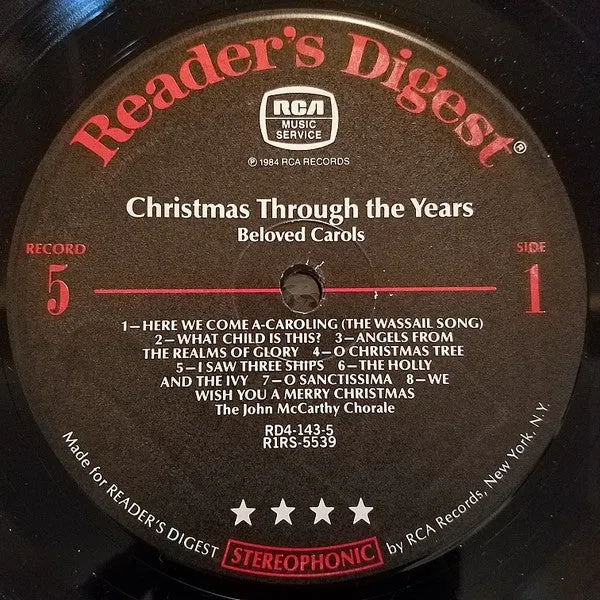 Reader's Digest®
RCA
MUSIC
SERVICE
℗ 1984 RCA RECORDS
Christmas Through the Years
Beloved Carols
RECORD
5
SIDE
1
1—HERE WE COME A-CAROLING (THE WASSAIL SONG)
2—WHAT CHILD IS THIS? 3—ANGELS FROM
THE REALMS OF GLORY 4—O CHRISTMAS TREE
5—I SAW THREE SHIPS 6—THE HOLLY
AND THE IVY 7—O SANCTISSIMA 8—WE
WISH YOU A MERRY CHRISTMAS
The John McCarthy Chorale
RD4-143-5
R1RS-5539
Made for READER'S DIGEST STEREOPHONIC by RCA Records, New York, N.Y.